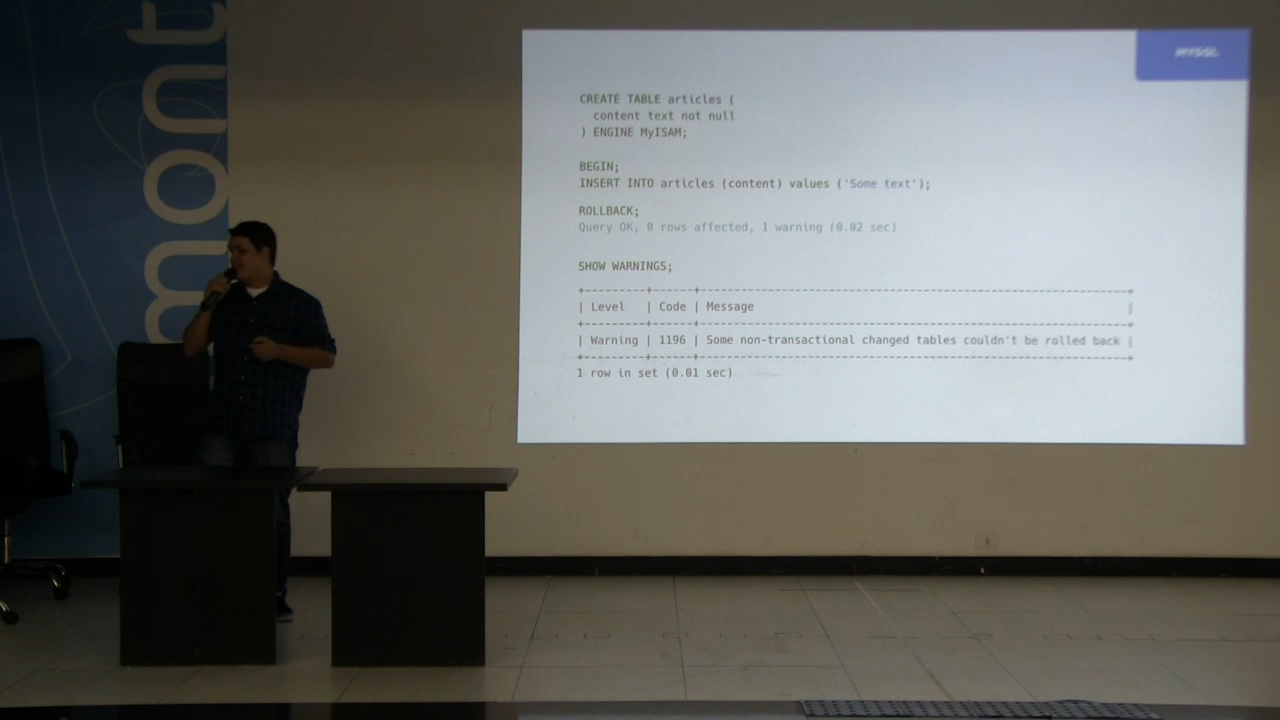 mont
MYSQL
CREATE TABLE articles (
content text not null
) ENGINE MyISAM;
BEGIN;
INSERT INTO articles (content) values ('Some text');
ROLLBACK;
Query OK, 0 rows affected, 1 warning (0.02 sec)
SHOW WARNINGS;
+---------+------+-------------------------------------------------------------+
| Level | Code | Message |
+---------+------+-------------------------------------------------------------+
| Warning | 1196 | Some non-transactional changed tables couldn't be rolled back |
+---------+------+-------------------------------------------------------------+
1 row in set (0.01 sec)